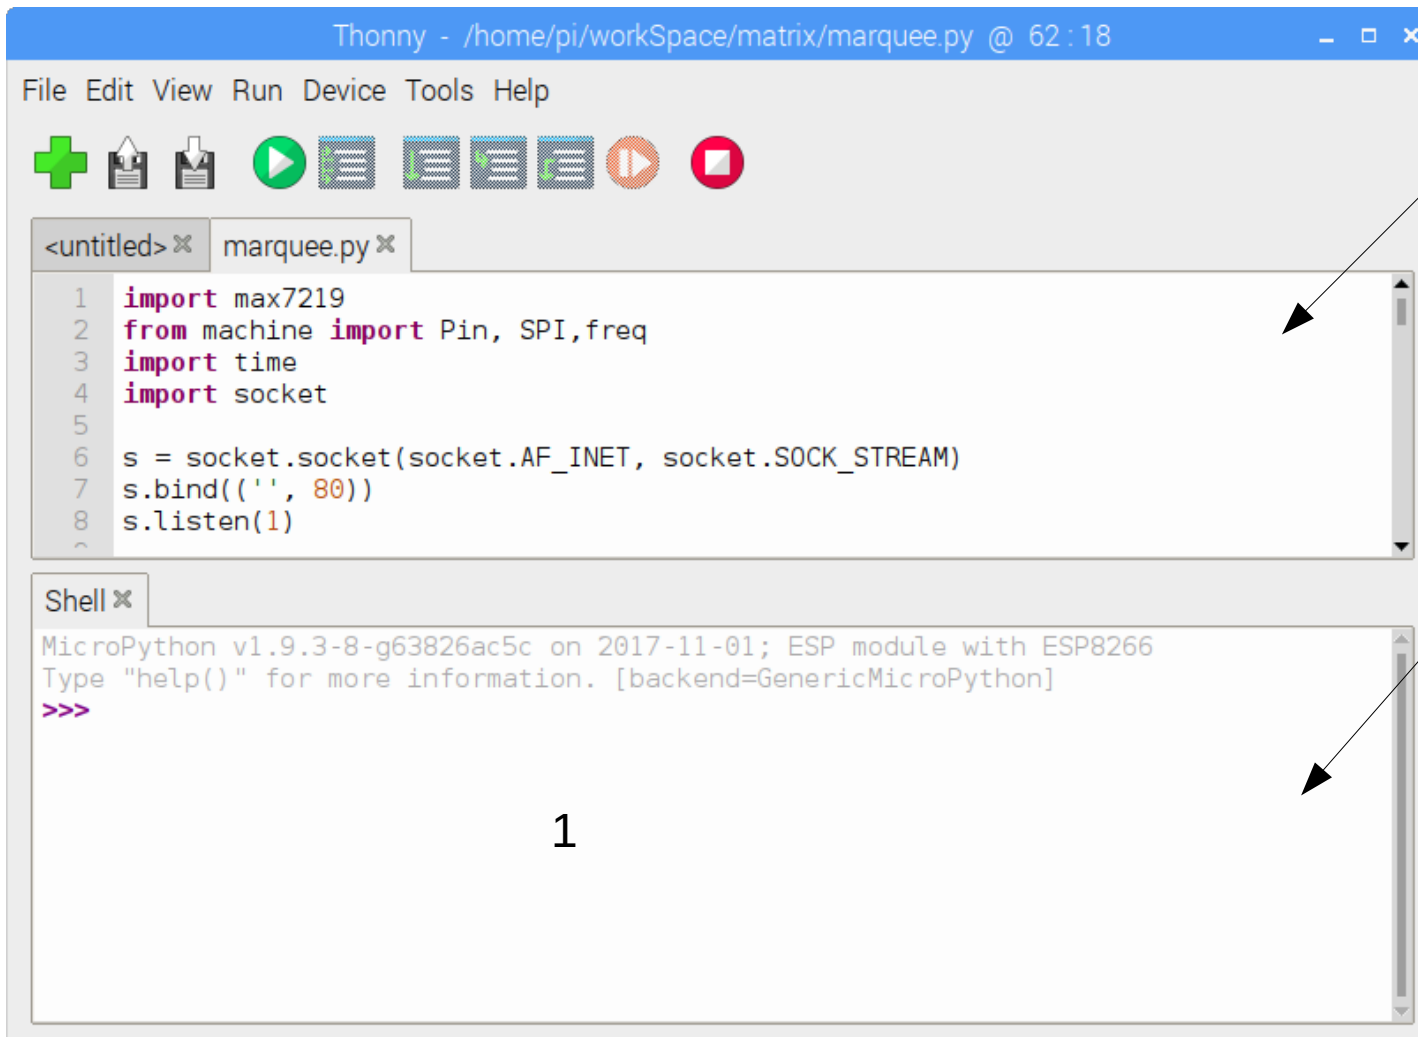 Thonny - /home/pi/workSpace/matrix/marquee.py @ 62:18
File Edit View Run Device Tools Help
<untitled> marquee.py
1 import max7219
2 from machine import Pin, SPI,freq
3 import time
4 import socket
5
6 s = socket.socket(socket.AF_INET, socket.SOCK_STREAM)
7 s.bind(('', 80))
8 s.listen(1)
Shell
MicroPython v1.9.3-8-g63826ac5c on 2017-11-01; ESP module with ESP8266
Type "help()" for more information. [backend=GenericMicroPython]
>>>
1